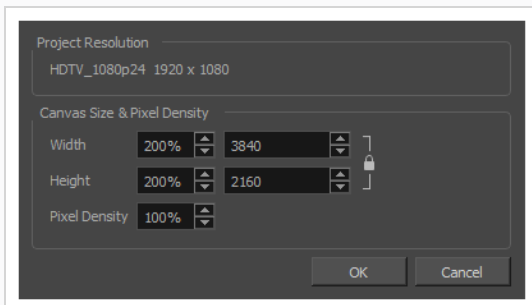 Project Resolution
HDTV_1080p24 1920 x 1080
Canvas Size & Pixel Density
Width 200% 3840
Height 200% 2160
Pixel Density 100%
OK Cancel